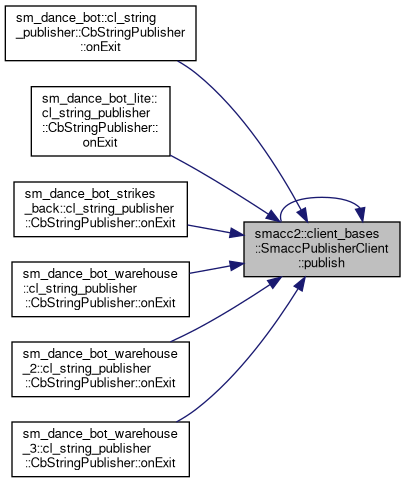 sm_dance_bot::cl_string
_publisher::CbStringPublisher
::onExit
sm_dance_bot_lite::
cl_string_publisher
::CbStringPublisher::
onExit
sm_dance_bot_strikes
_back::cl_string_publisher
::CbStringPublisher::onExit
smacc2::client_bases
::SmaccPublisherClient
::publish
sm_dance_bot_warehouse
::cl_string_publisher
::CbStringPublisher::onExit
sm_dance_bot_warehouse
_2::cl_string_publisher
::CbStringPublisher::onExit
sm_dance_bot_warehouse
_3::cl_string_publisher
::CbStringPublisher::onExit